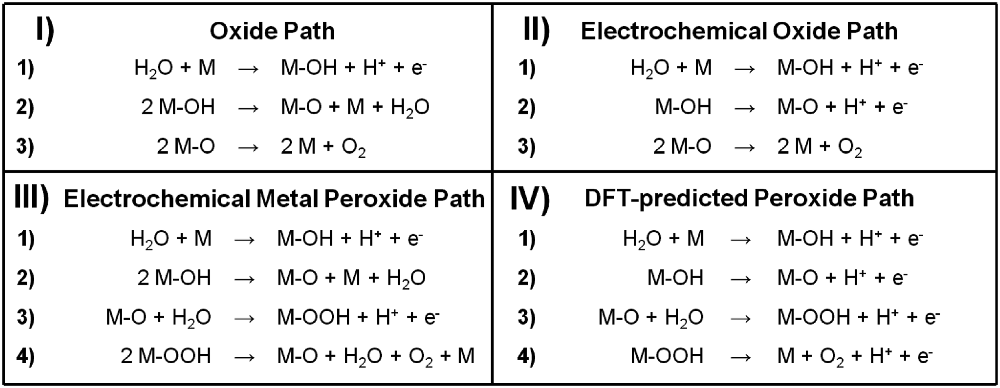 I) Oxide Path
1) H₂O + M → M-OH + H⁺ + e⁻
2) 2 M-OH → M-O + M + H₂O
3) 2 M-O → 2 M + O₂
II) Electrochemical Oxide Path
1) H₂O + M → M-OH + H⁺ + e⁻
2) M-OH → M-O + H⁺ + e⁻
3) 2 M-O → 2 M + O₂
III) Electrochemical Metal Peroxide Path
1) H₂O + M → M-OH + H⁺ + e⁻
2) 2 M-OH → M-O + M + H₂O
3) M-O + H₂O → M-OOH + H⁺ + e⁻
4) 2 M-OOH → M-O + H₂O + O₂ + M
IV) DFT-predicted Peroxide Path
1) H₂O + M → M-OH + H⁺ + e⁻
2) M-OH → M-O + H⁺ + e⁻
3) M-O + H₂O → M-OOH + H⁺ + e⁻
4) M-OOH → M + O₂ + H⁺ + e⁻